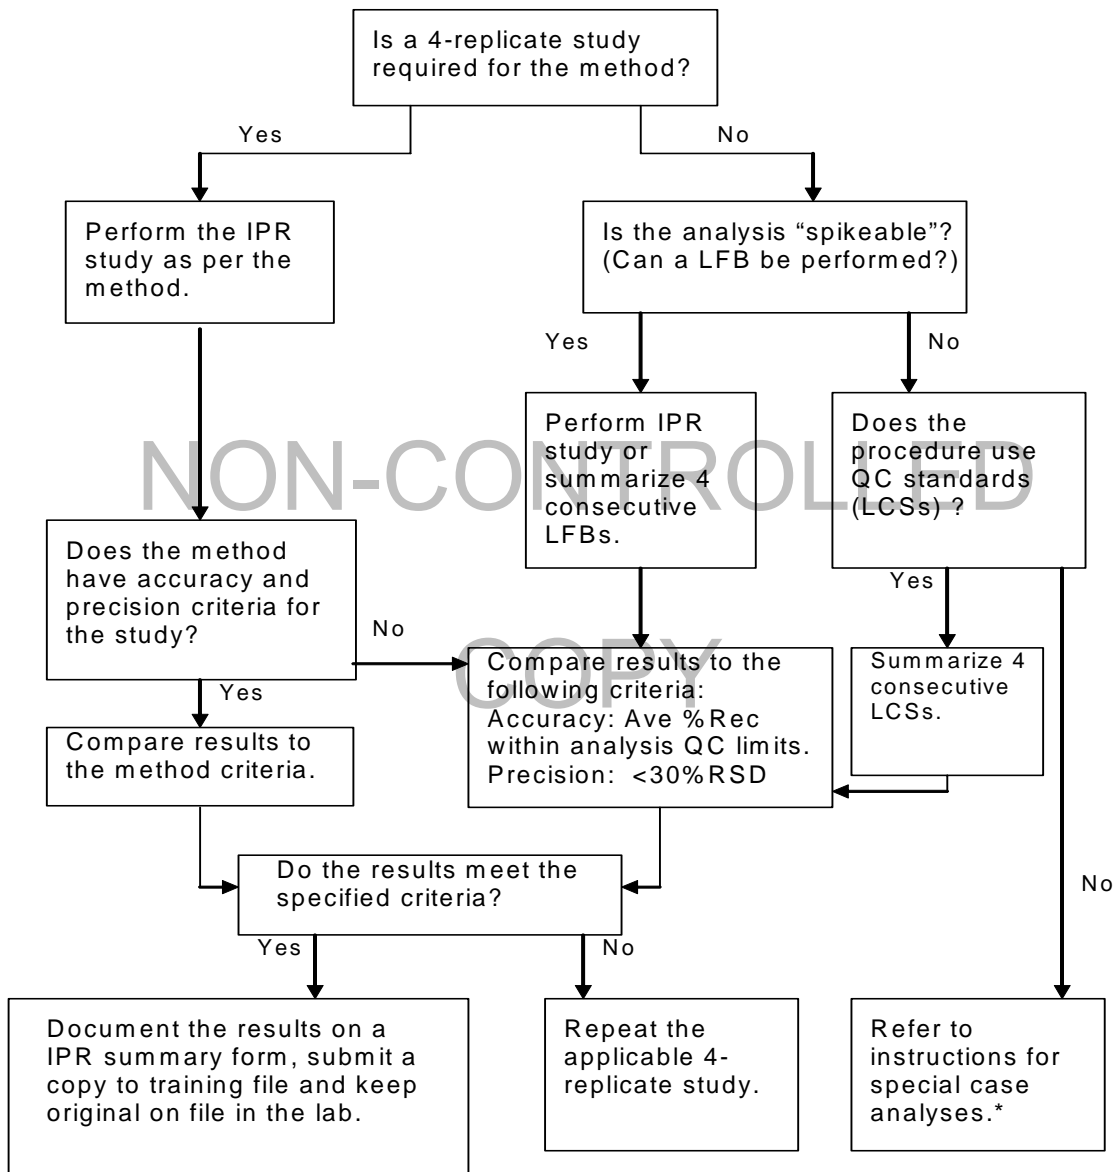 Is a 4-replicate study
required for the method?
Yes
No
Perform the IPR
study as per the
method.
Is the analysis “spikeable”?
(Can a LFB be performed?)
Yes
No
Perform IPR
study or
summarize 4
consecutive
LFBs.
Does the
procedure use
QC standards
(LCSs) ?
NON-CONTROLLED
COPY
Does the method
have accuracy and
precision criteria for
the study?
No
Yes
Yes
Compare results to
the method criteria.
Compare results to the
following criteria:
Accuracy: Ave %Rec
within analysis QC limits.
Precision: <30%RSD
Summarize 4
consecutive
LCSs.
Do the results meet the
specified criteria?
No
Yes
No
Document the results on a
IPR summary form, submit a
copy to training file and keep
original on file in the lab.
Repeat the
applicable 4-
replicate study.
Refer to
instructions for
special case
analyses.*